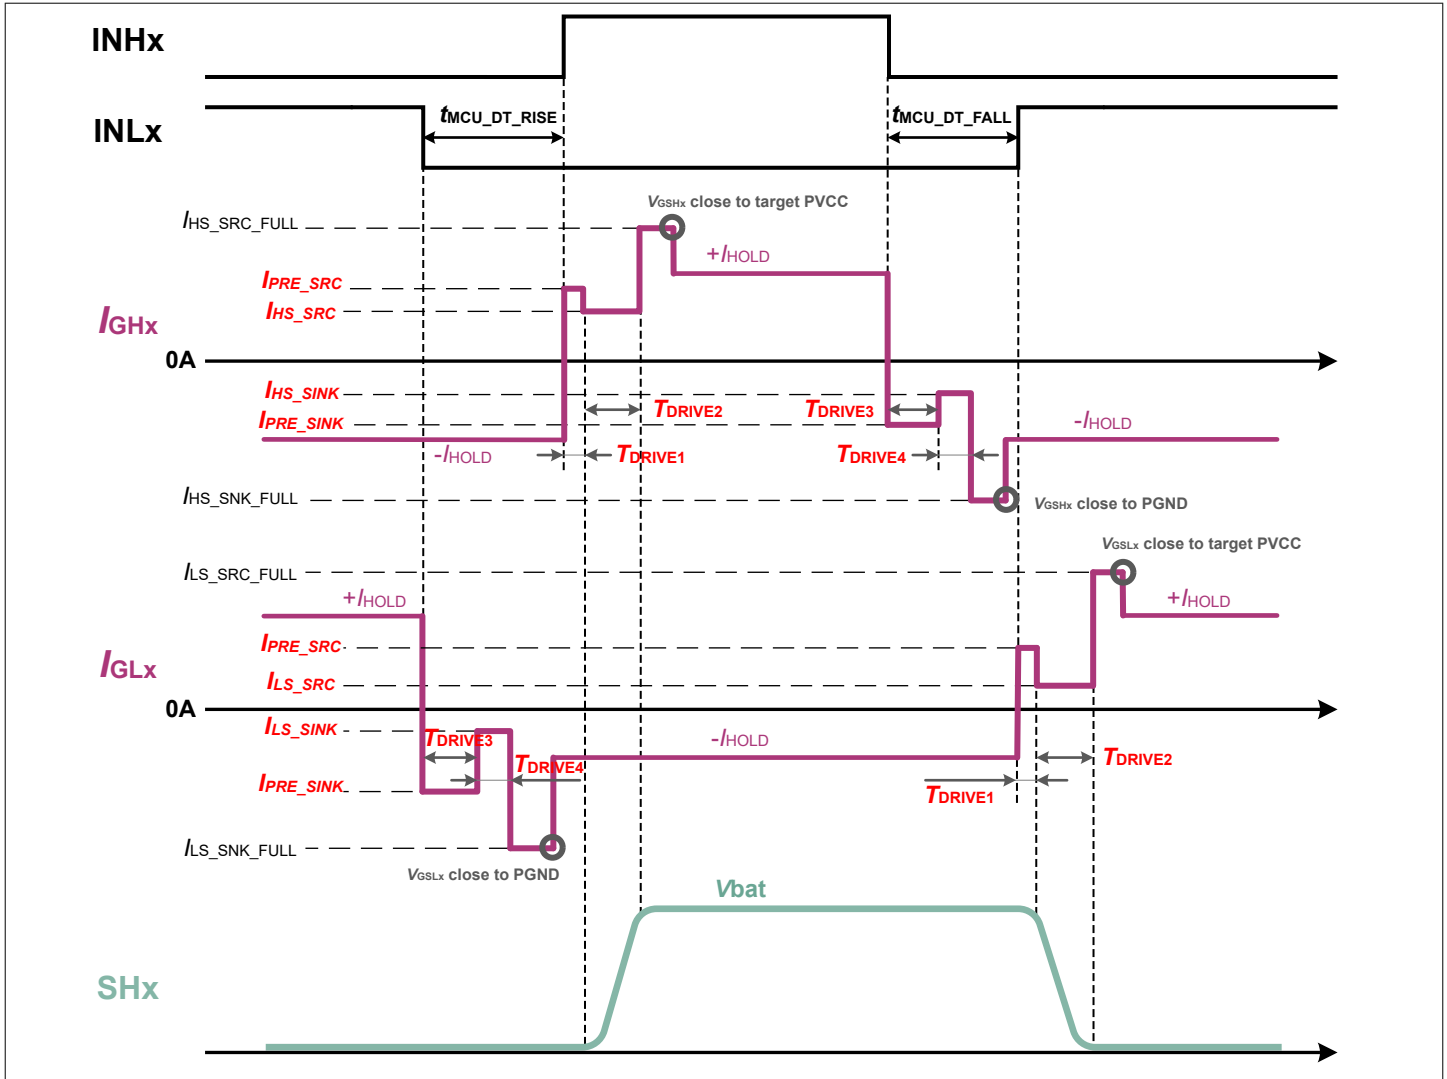 INHx
INLx
tMCU_DT_RISE
tMCU_DT_FALL
VGSHx close to target PVCC
IHS_SRC_FULL
+IHOLD
IPRE_SRC
IHS_SRC
IGHx
0A
IHS_SINK
IPRE_SINK
TDRIVE2
TDRIVE3
-IHOLD
-IHOLD
TDRIVE1
TDRIVE4
IHS_SNK_FULL
VGSHx close to PGND
VGSLx close to target PVCC
ILS_SRC_FULL
+IHOLD
+IHOLD
IPRE_SRC
IGLx
ILS_SRC
0A
ILS_SINK
TDRIVE3
-IHOLD
TDRIVE4
TDRIVE2
IPRE_SINK
TDRIVE1
ILS_SNK_FULL
VGSLx close to PGND
Vbat
SHx